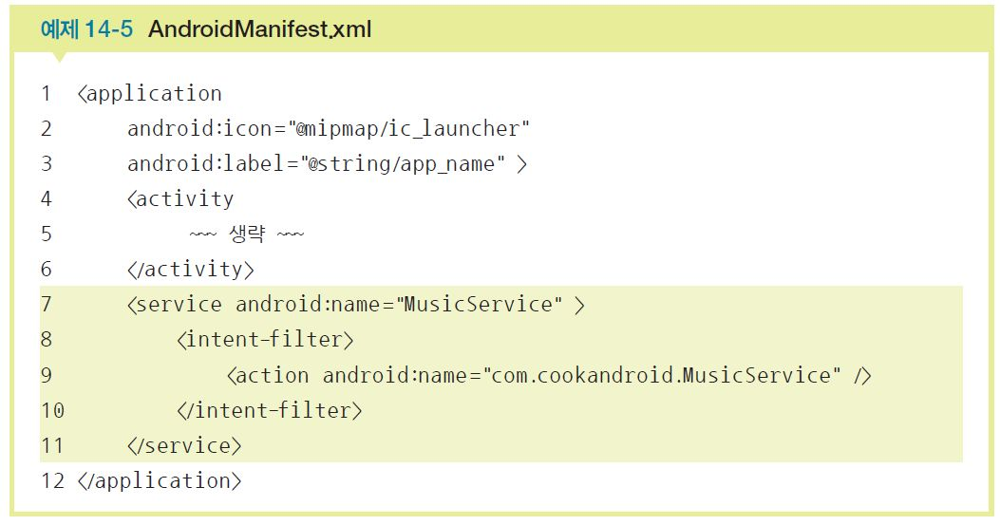 예제 14-5 AndroidManifest.xml
1 <application
2 android:icon="@mipmap/ic_launcher"
3 android:label="@string/app_name" >
4 <activity
5 ~~~ 생략 ~~~
6 </activity>
7 <service android:name="MusicService" >
8 <intent-filter>
9 <action android:name="com.cookandroid.MusicService" />
10 </intent-filter>
11 </service>
12 </application>